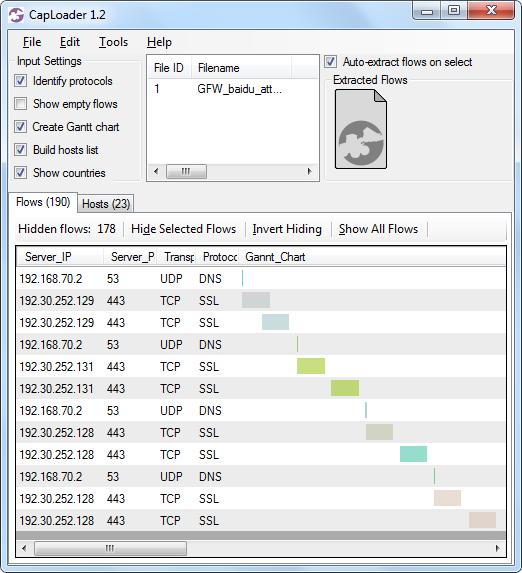 CapLoader 1.2
File Edit Tools Help
Input Settings
Identify protocols
Show empty flows
Create Gantt chart
Build hosts list
Show countries
File ID Filename
1 GFW_baidu_att...
Auto-extract flows on select
Extracted Flows
Flows (190) Hosts (23)
Hidden flows: 178 Hide Selected Flows Invert Hiding Show All Flows
Server_IP Server_P Transp Protoco Gannt_Chart
192.168.70.2 53 UDP DNS
192.30.252.129 443 TCP SSL
192.30.252.129 443 TCP SSL
192.168.70.2 53 UDP DNS
192.30.252.131 443 TCP SSL
192.30.252.131 443 TCP SSL
192.168.70.2 53 UDP DNS
192.30.252.128 443 TCP SSL
192.30.252.128 443 TCP SSL
192.168.70.2 53 UDP DNS
192.30.252.128 443 TCP SSL
192.30.252.128 443 TCP SSL